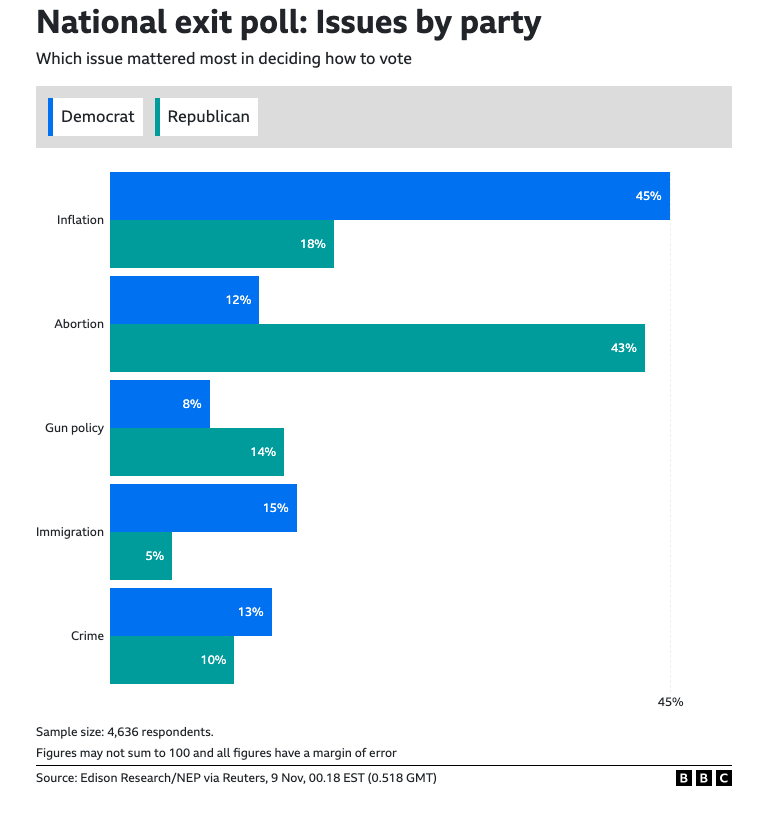 National exit poll: Issues by party
Which issue mattered most in deciding how to vote
Democrat Republican
Inflation
45%
18%
Abortion
12%
43%
Gun policy
8%
14%
Immigration
15%
5%
Crime
13%
10%
45%
Sample size: 4,636 respondents.
Figures may not sum to 100 and all figures have a margin of error
Source: Edison Research/NEP via Reuters, 9 Nov, 00.18 EST (0.518 GMT)
BBC